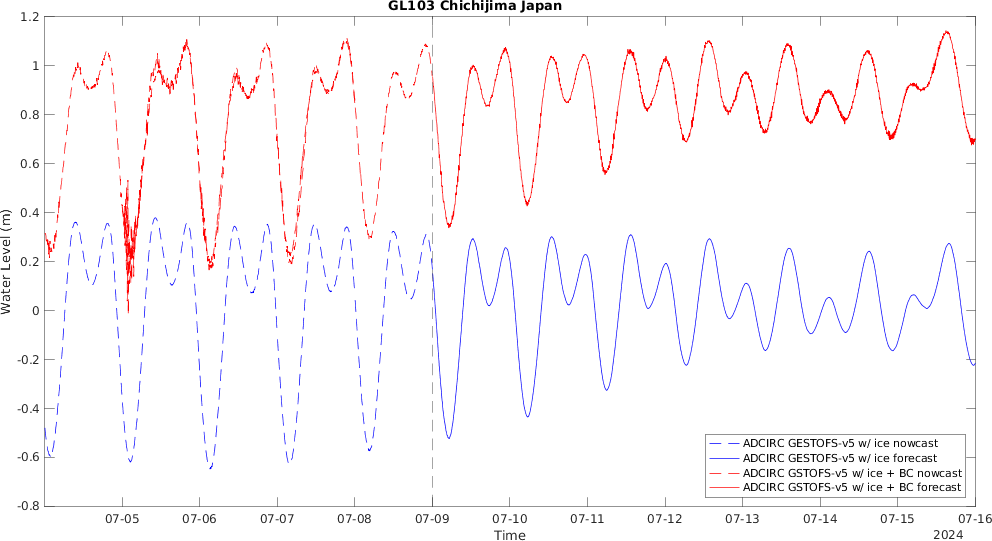 GL103 Chichijima Japan
1.2
1
0.8
0.6
0.4
0.2
0
-0.2
-0.4
-0.6
-0.8
Water Level (m)
ADCIRC GESTOFS-v5 w/ ice nowcast
ADCIRC GESTOFS-v5 w/ ice forecast
ADCIRC GSTOFS-v5 w/ ice + BC nowcast
ADCIRC GSTOFS-v5 w/ ice + BC forecast
07-05 07-06 07-07 07-08 07-09 07-10 07-11 07-12 07-13 07-14 07-15 07-16
Time
2024